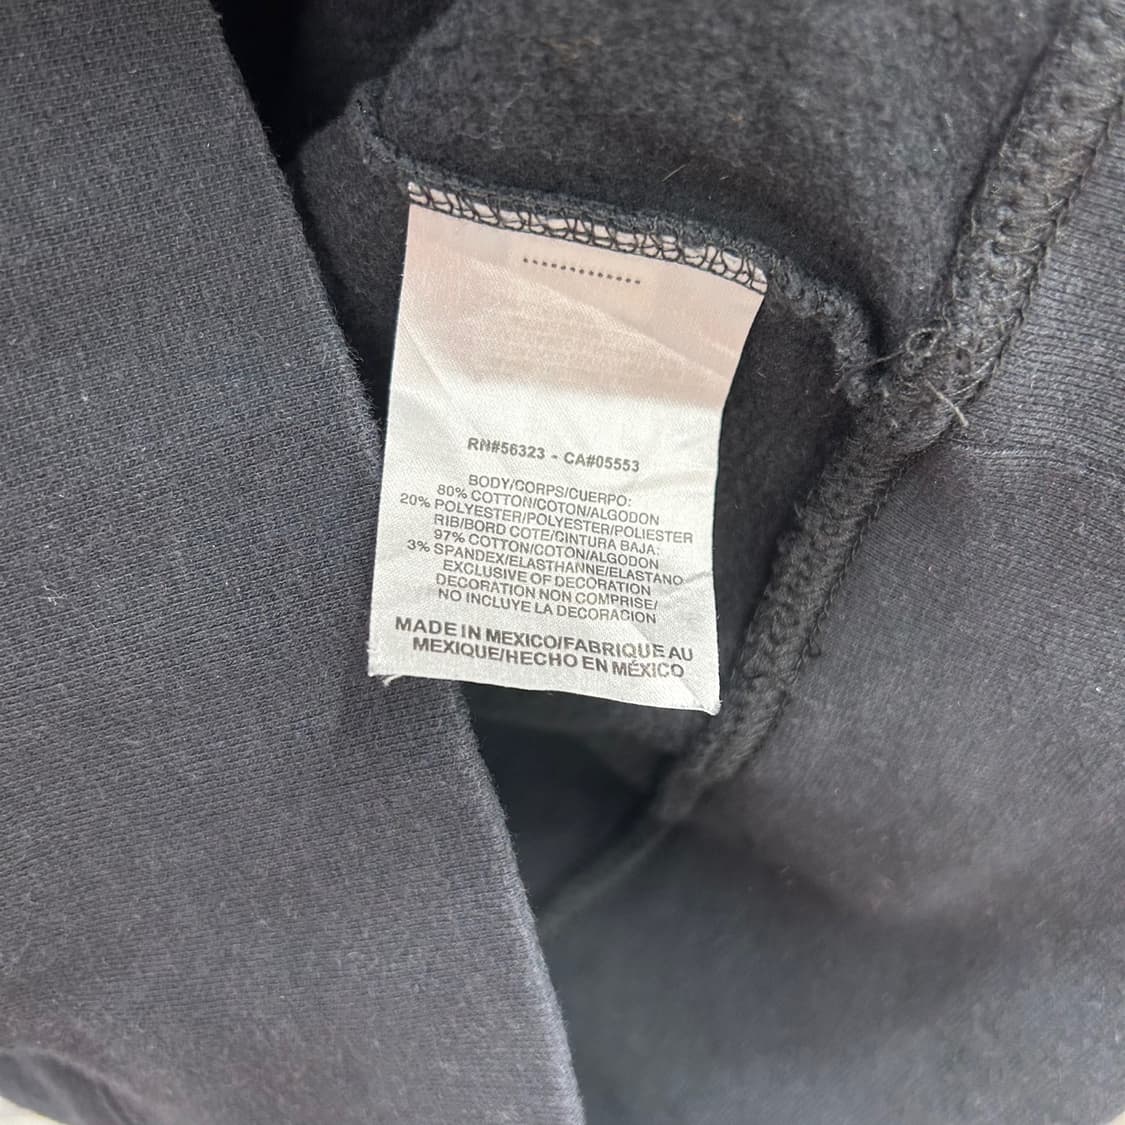 RN#56323 - CA#05553
BODY/CORPS/CUERPO:
80% COTTON/COTON/ALGODON
20% POLYESTER/POLYESTER/POLIESTER
RIB/BORD COTE/CINTURA BAJA:
97% COTTON/COTON/ALGODON
3% SPANDEX/ELASTHANNE/ELASTANO
EXCLUSIVE OF DECORATION
DECORATION NON COMPRISE/
NO INCLUYE LA DECORACION
MADE IN MEXICO/FABRIQUE AU
MEXIQUE/HECHO EN MÉXICO